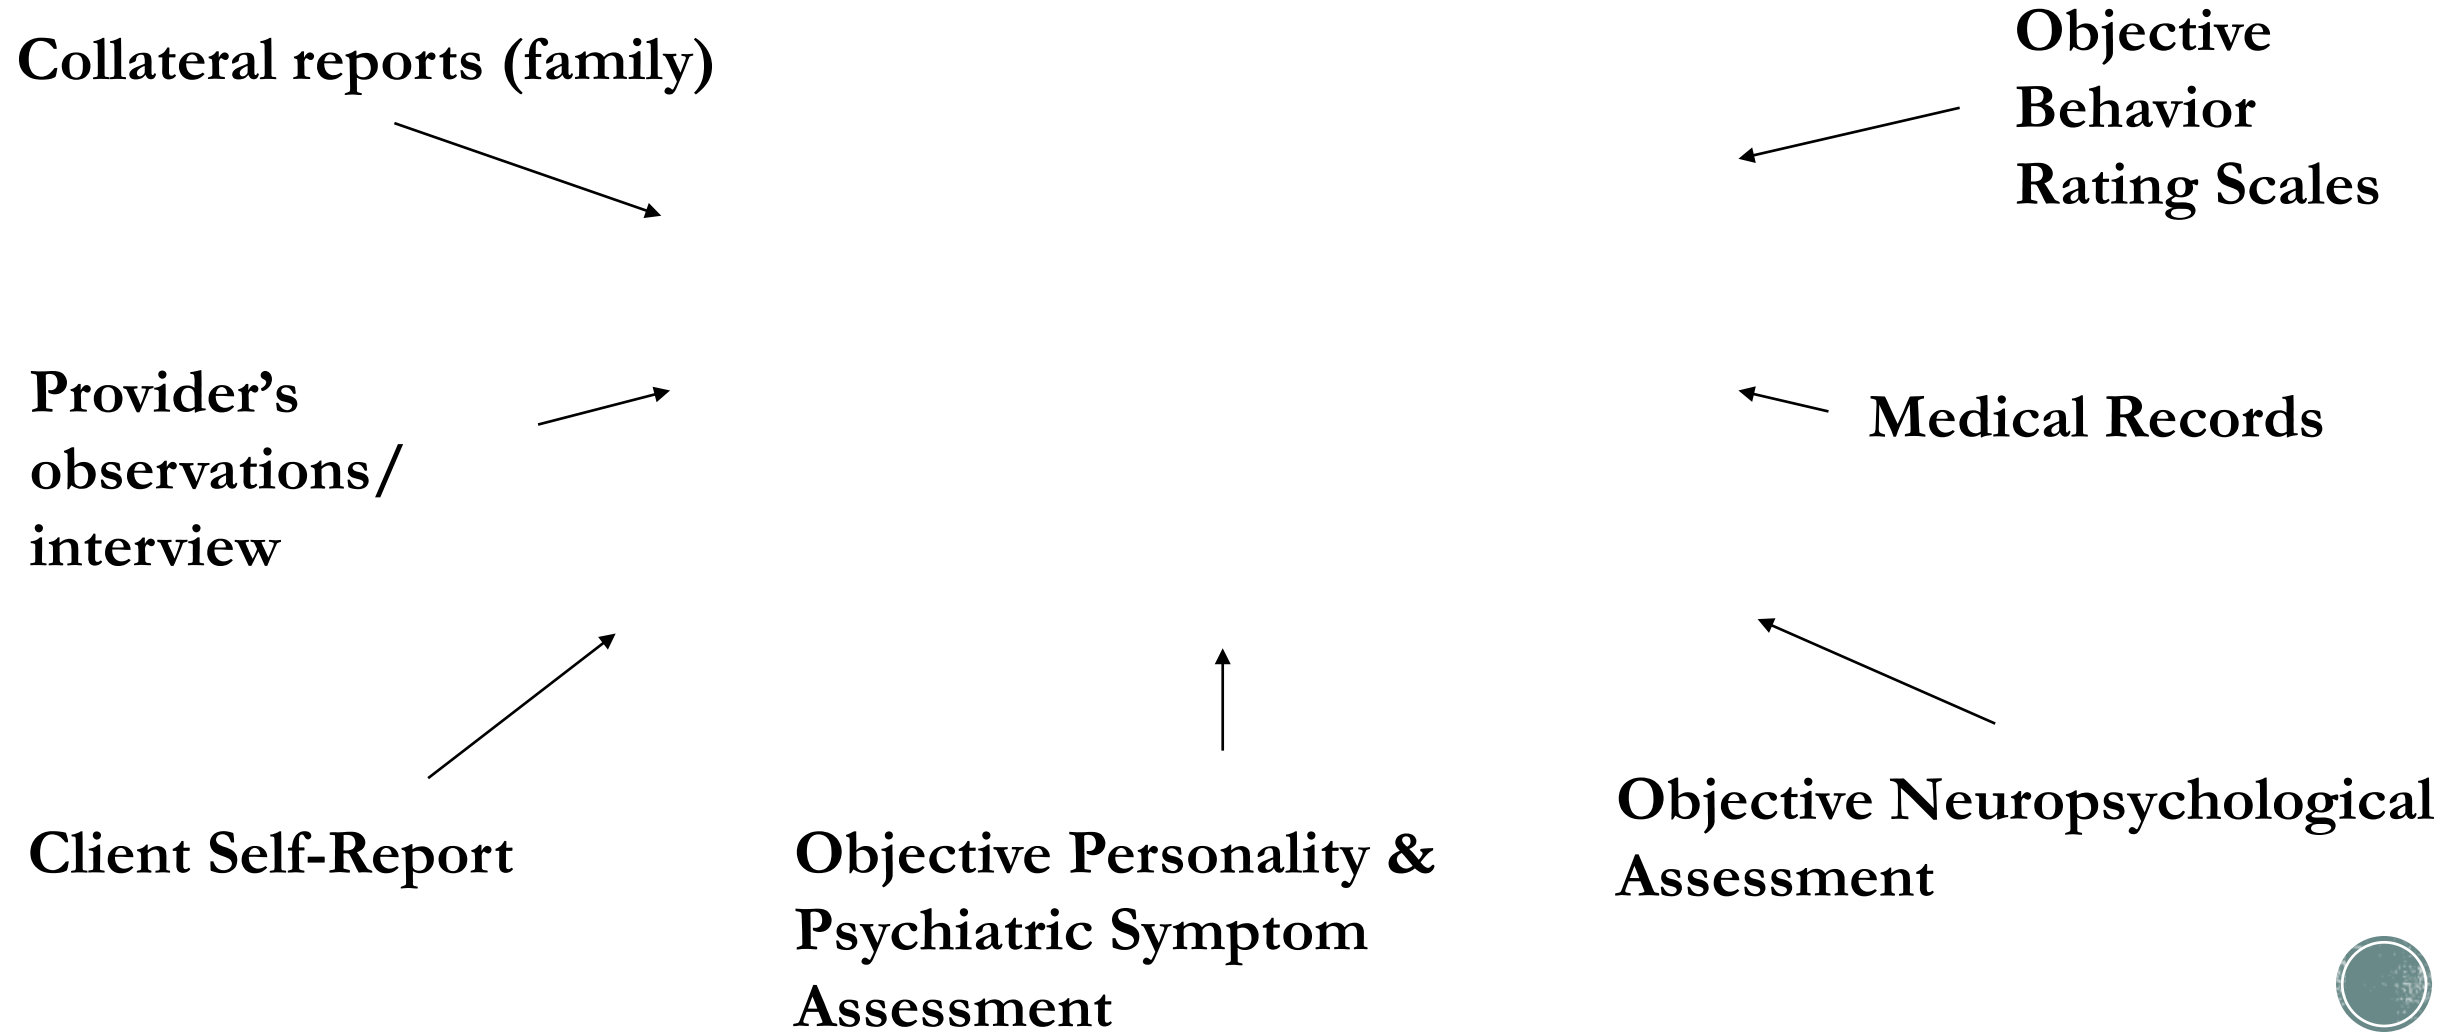 Collateral reports (family)
Objective
Behavior
Rating Scales
Provider’s
observations/
interview
Medical Records
Client Self-Report
Objective Personality &
Psychiatric Symptom
Assessment
Objective Neuropsychological
Assessment